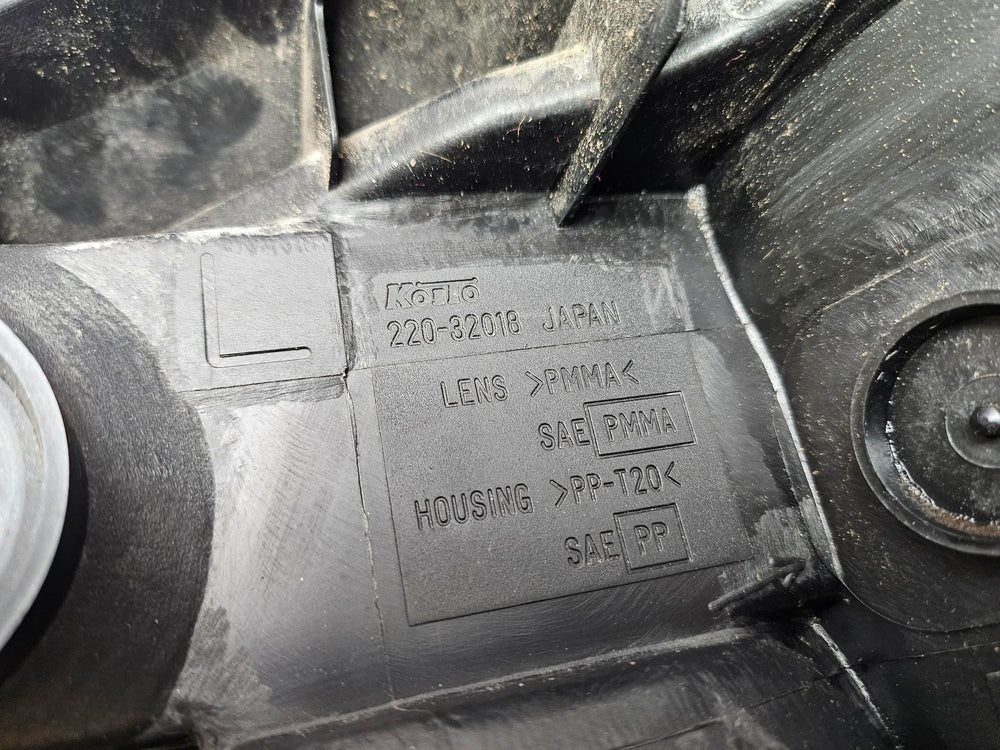 L
KoiTo
220-32018 JAPAN
LENS >PMMA<
SAE PMMA
HOUSING >PP-T20<
SAE PP